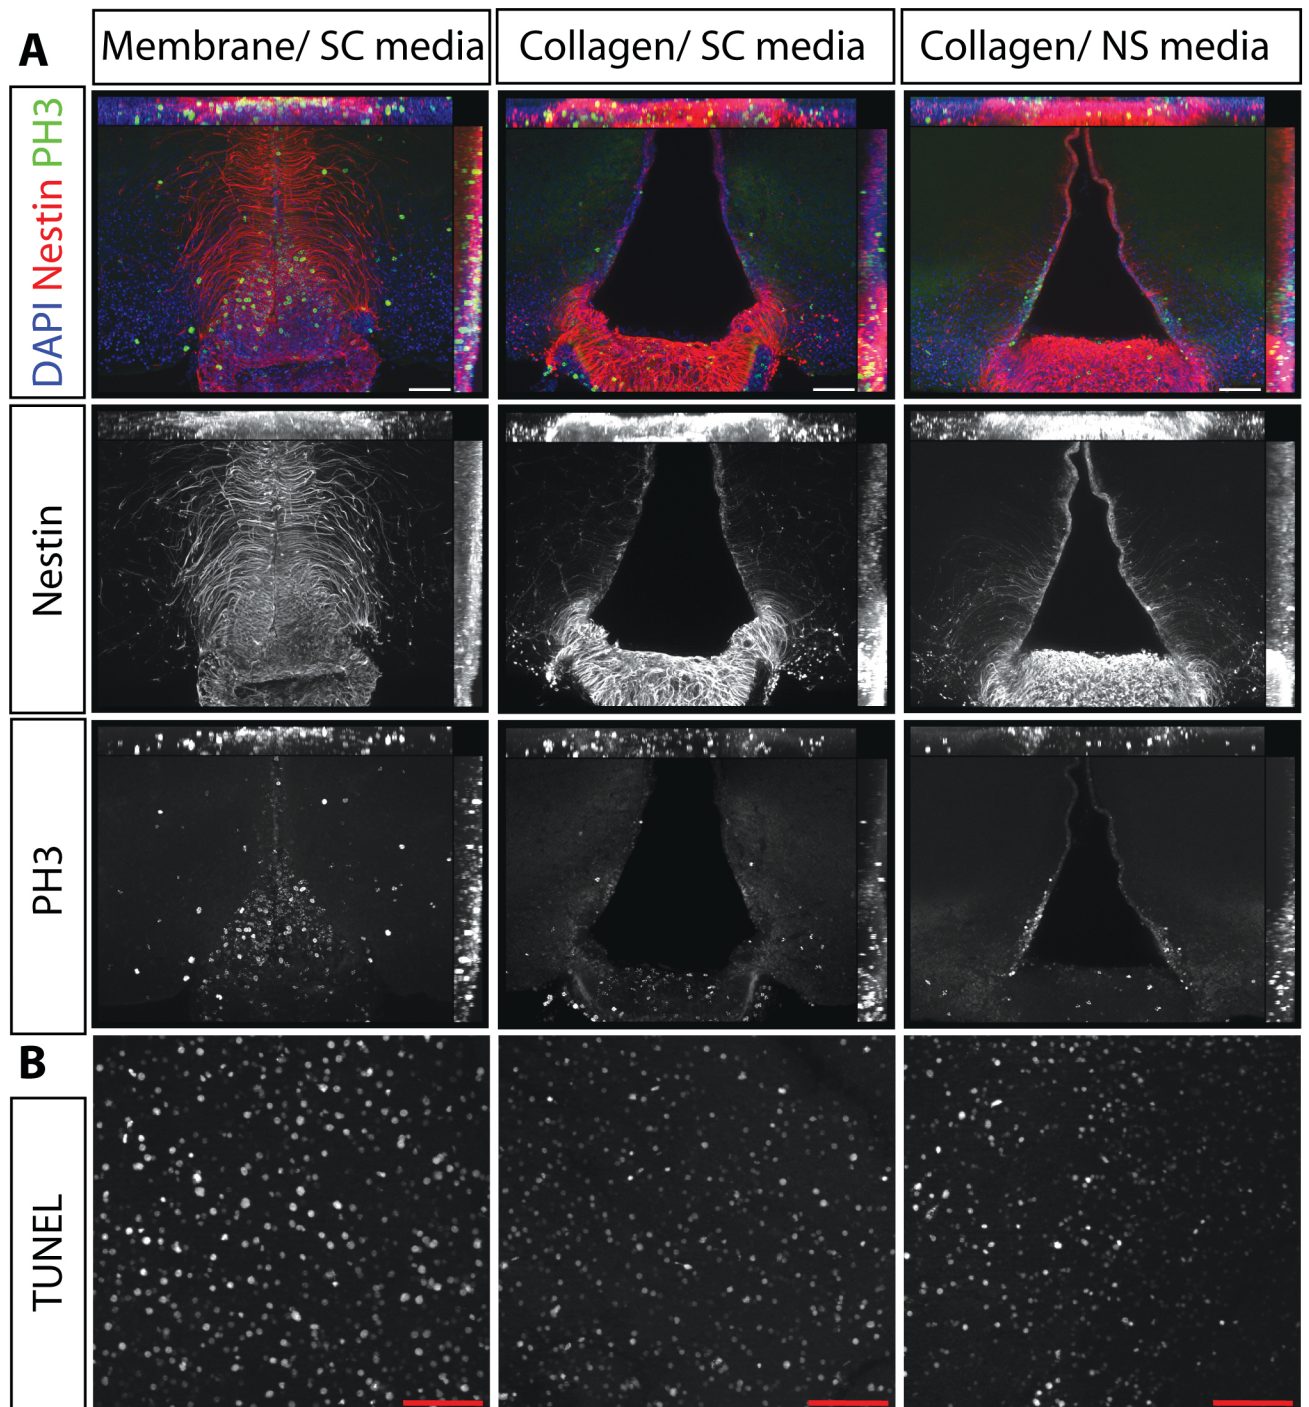 A
Membrane/ SC media
Collagen/ SC media
Collagen/ NS media
DAPI Nestin PH3
Nestin
PH3
B
TUNEL